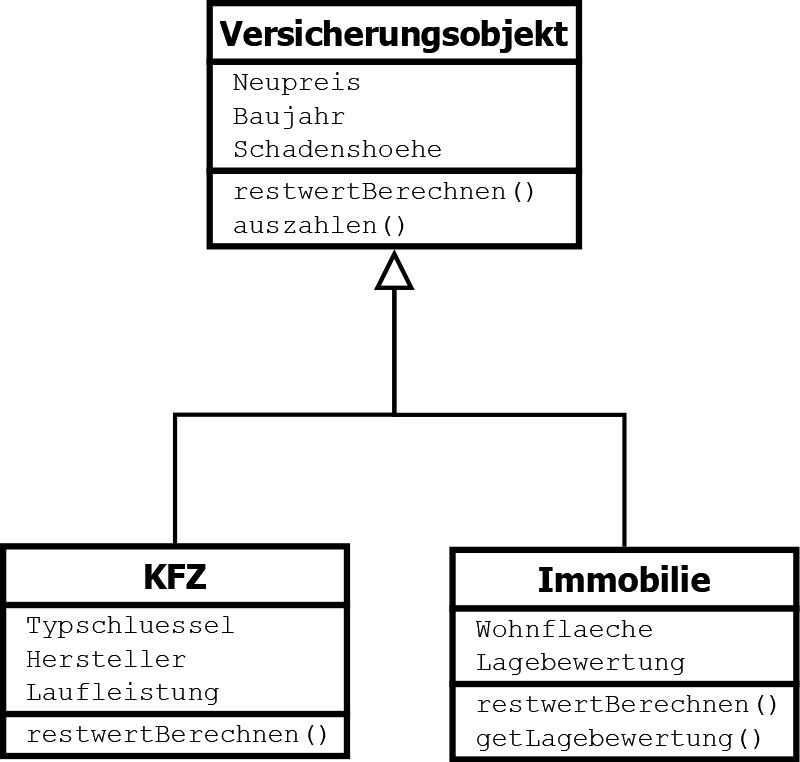 Versicherungsobjekt
Neupreis
Baujahr
Schadenshoehe
restwertBerechnen()
auszahlen()
KFZ
Typschluessel
Hersteller
Laufleistung
restwertBerechnen()
Immobilie
Wohnflaeche
Lagebewertung
restwertBerechnen()
getLagebewertung()